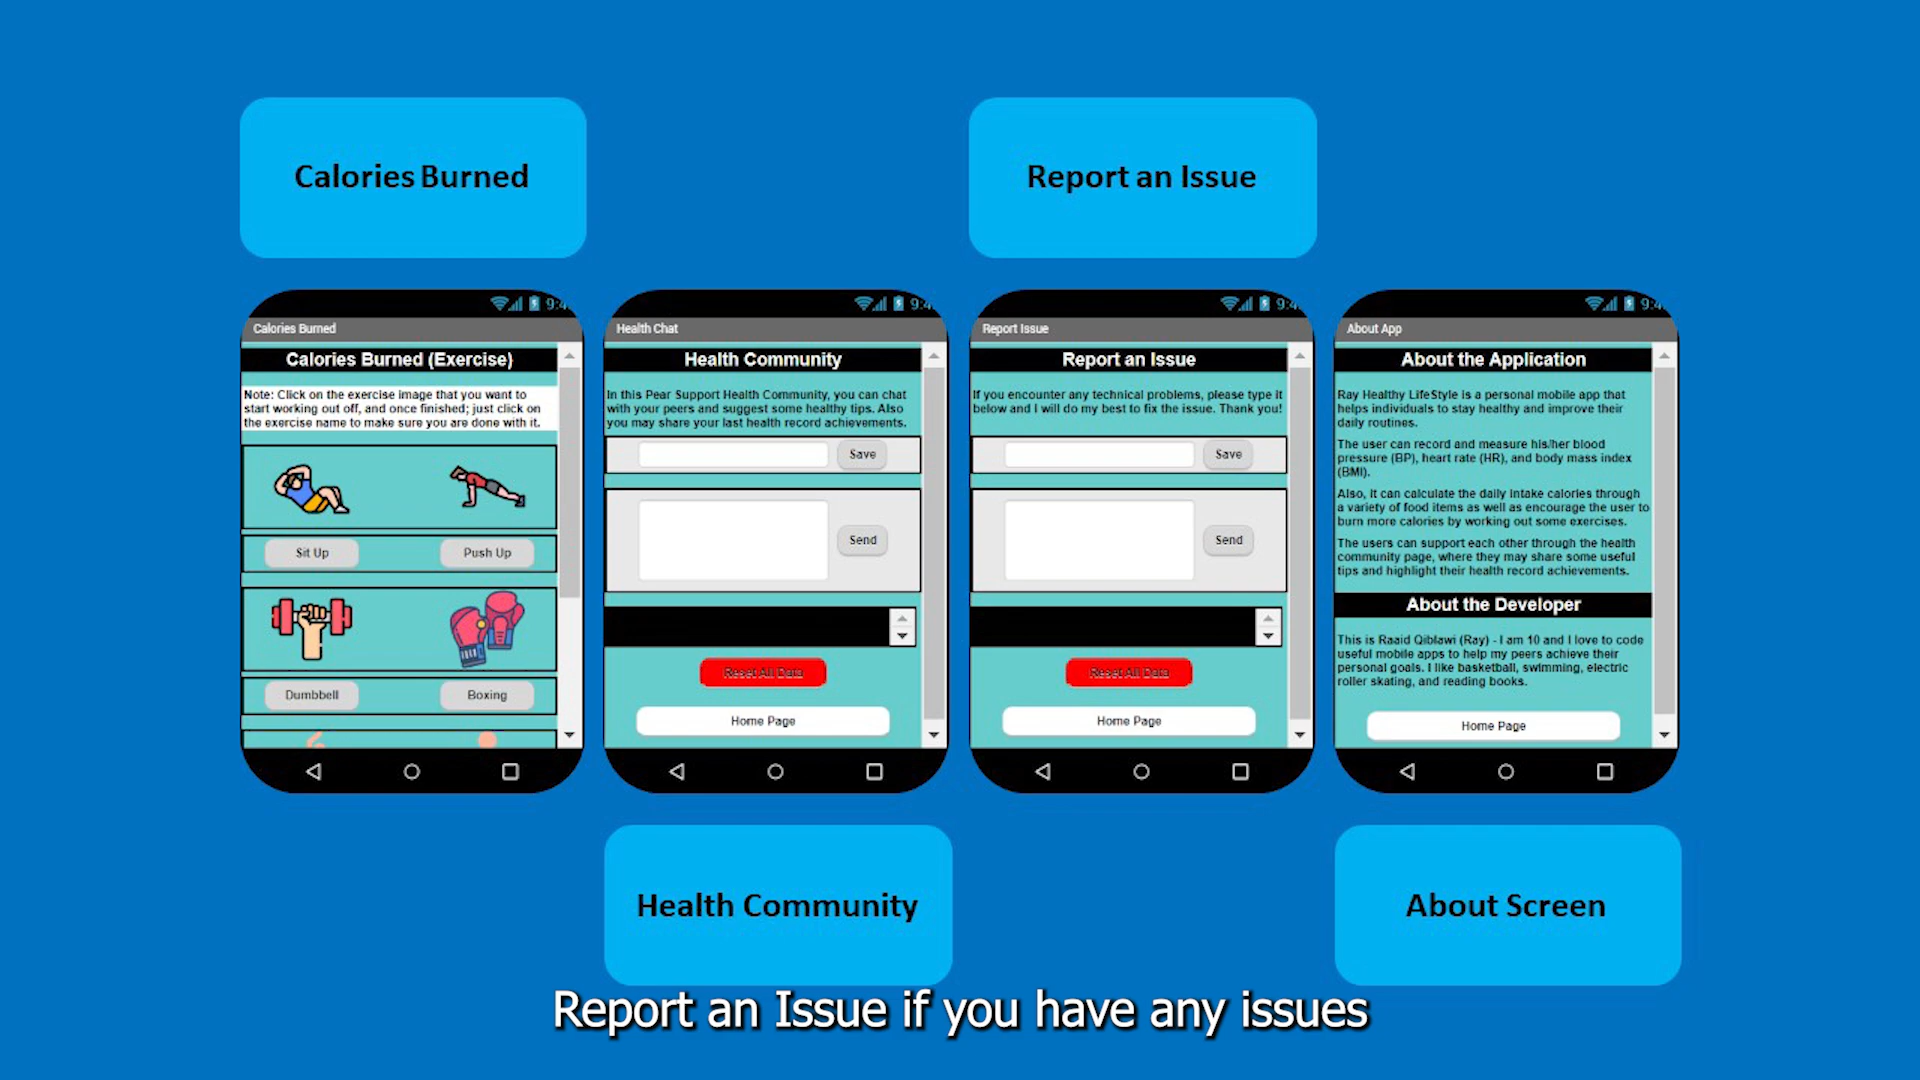 Calories Burned
Report an Issue
9:4
Calories Burned
Calories Burned (Exercise)
Note: Click on the exercise image that you want to
start working out off, and once finished; just click on
the exercise name to make sure you are done with it.
Sit Up
Push Up
Dumbbell
Boxing
9:4
Health Chat
Health Community
In this Pear Support Health Community, you can chat
with your peers and suggest some healthy tips. Also
you may share your last health record achievements.
Save
Send
Reset All Data
Home Page
9:4
Report Issue
Report an Issue
If you encounter any technical problems, please type it
below and I will do my best to fix the issue. Thank you!
Save
Send
Reset All Data
Home Page
9:4
About App
About the Application
Ray Healthy LifeStyle is a personal mobile app that
helps individuals to stay healthy and improve their
daily routines.
The user can record and measure his/her blood
pressure (BP), heart rate (HR), and body mass index
(BMI).
Also, it can calculate the daily intake calories through
a variety of food items as well as encourage the user to
burn more calories by working out some exercises.
The users can support each other through the health
community page, where they may share some useful
tips and highlight their health record achievements.
About the Developer
This is Raaid Qiblawi (Ray) - I am 10 and I love to code
useful mobile apps to help my peers achieve their
personal goals. I like basketball, swimming, electric
roller skating, and reading books.
Home Page
Health Community
About Screen
Report an Issue if you have any issues